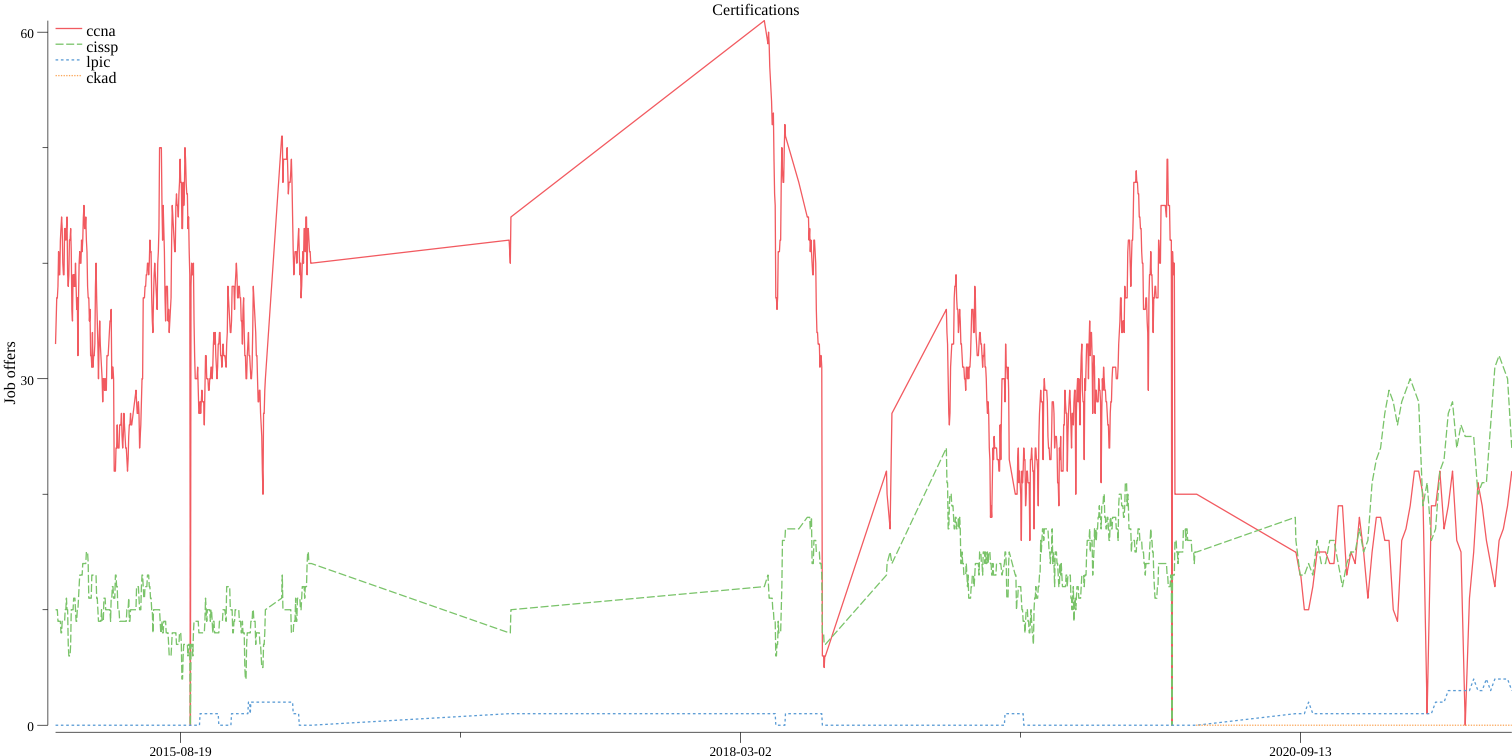 Certifications
60
ccna
cissp
lpic
ckad
Job offers
30
0
2015-08-19
2018-03-02
2020-09-13